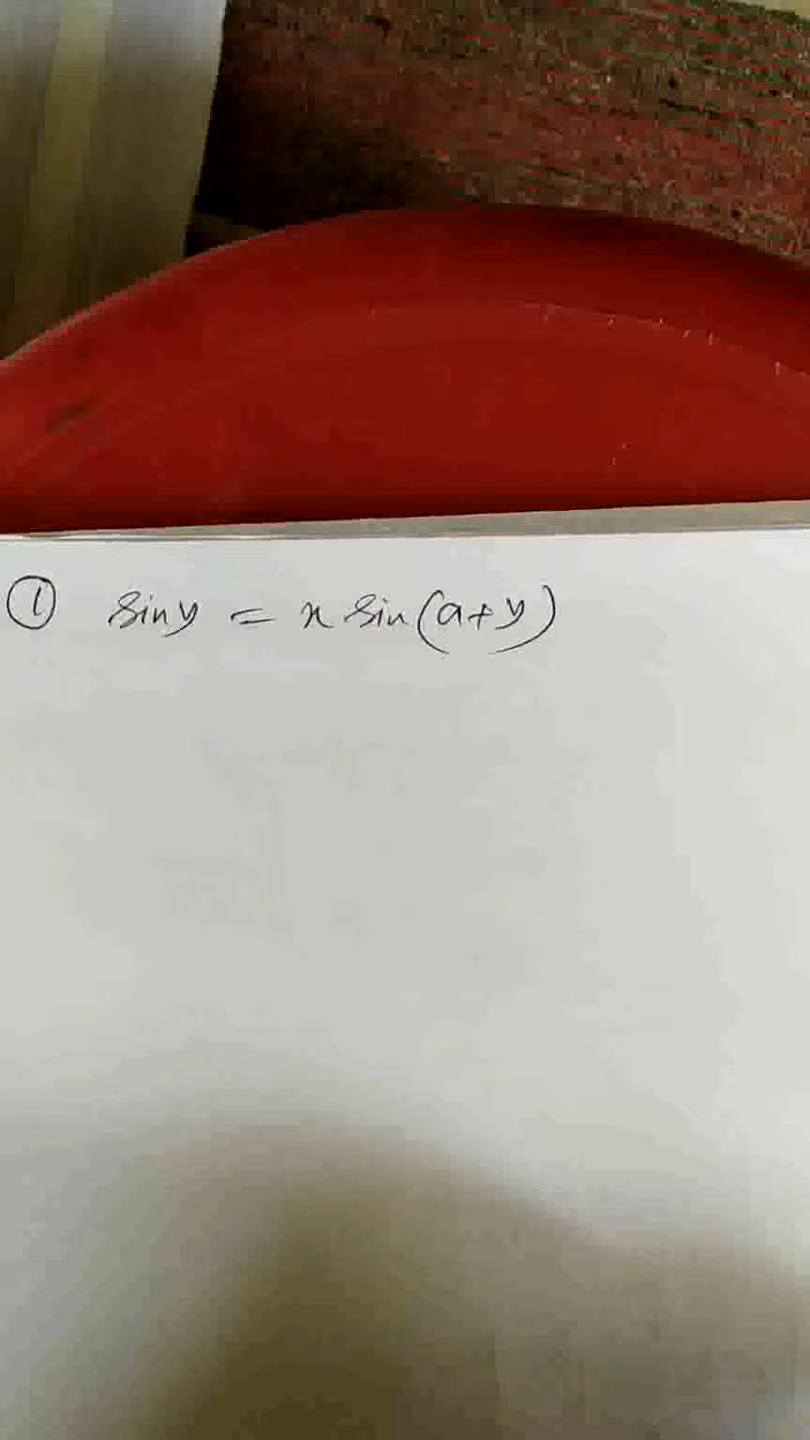 ① sin y = x sin (a+y)